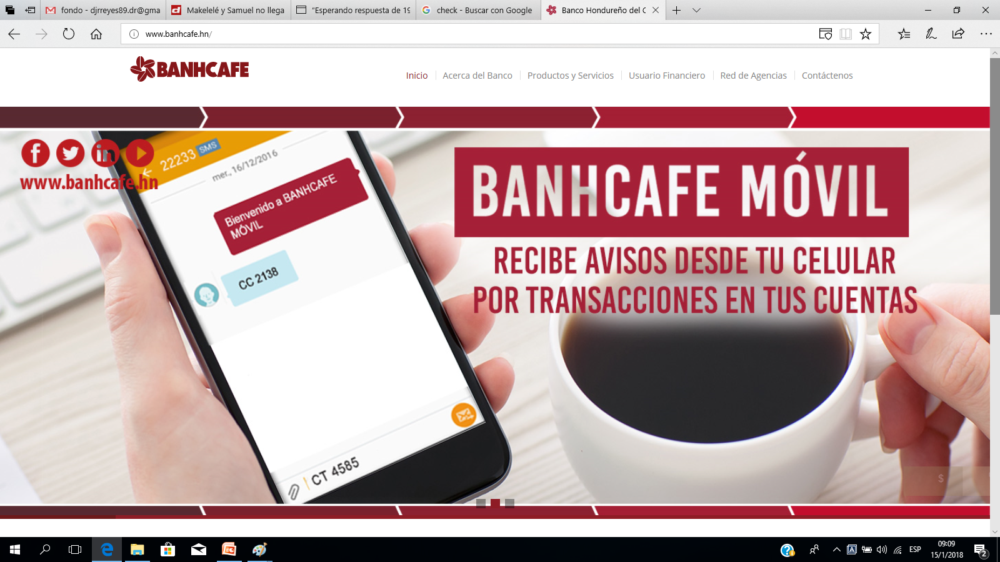 fondo - djrreyes89.dr@gma
Makelelé y Samuel no llega
"Esperando respuesta de 19
check - Buscar con Google
Banco Hondureño del C
www.banhcafe.hn/
BANHCAFE
Inicio
Acerca del Banco
Productos y Servicios
Usuario Financiero
Red de Agencias
Contáctenos
www.banhcafe.hn
22233 SMS
mer., 16/12/2016
Bienvenido a BANHCAFE
MÓVIL
CC 2138
CT 4585
BANHCAFE MÓVIL
RECIBE AVISOS DESDE TU CELULAR
POR TRANSACCIONES EN TUS CUENTAS
$
ESP
09:09
15/1/2018
2